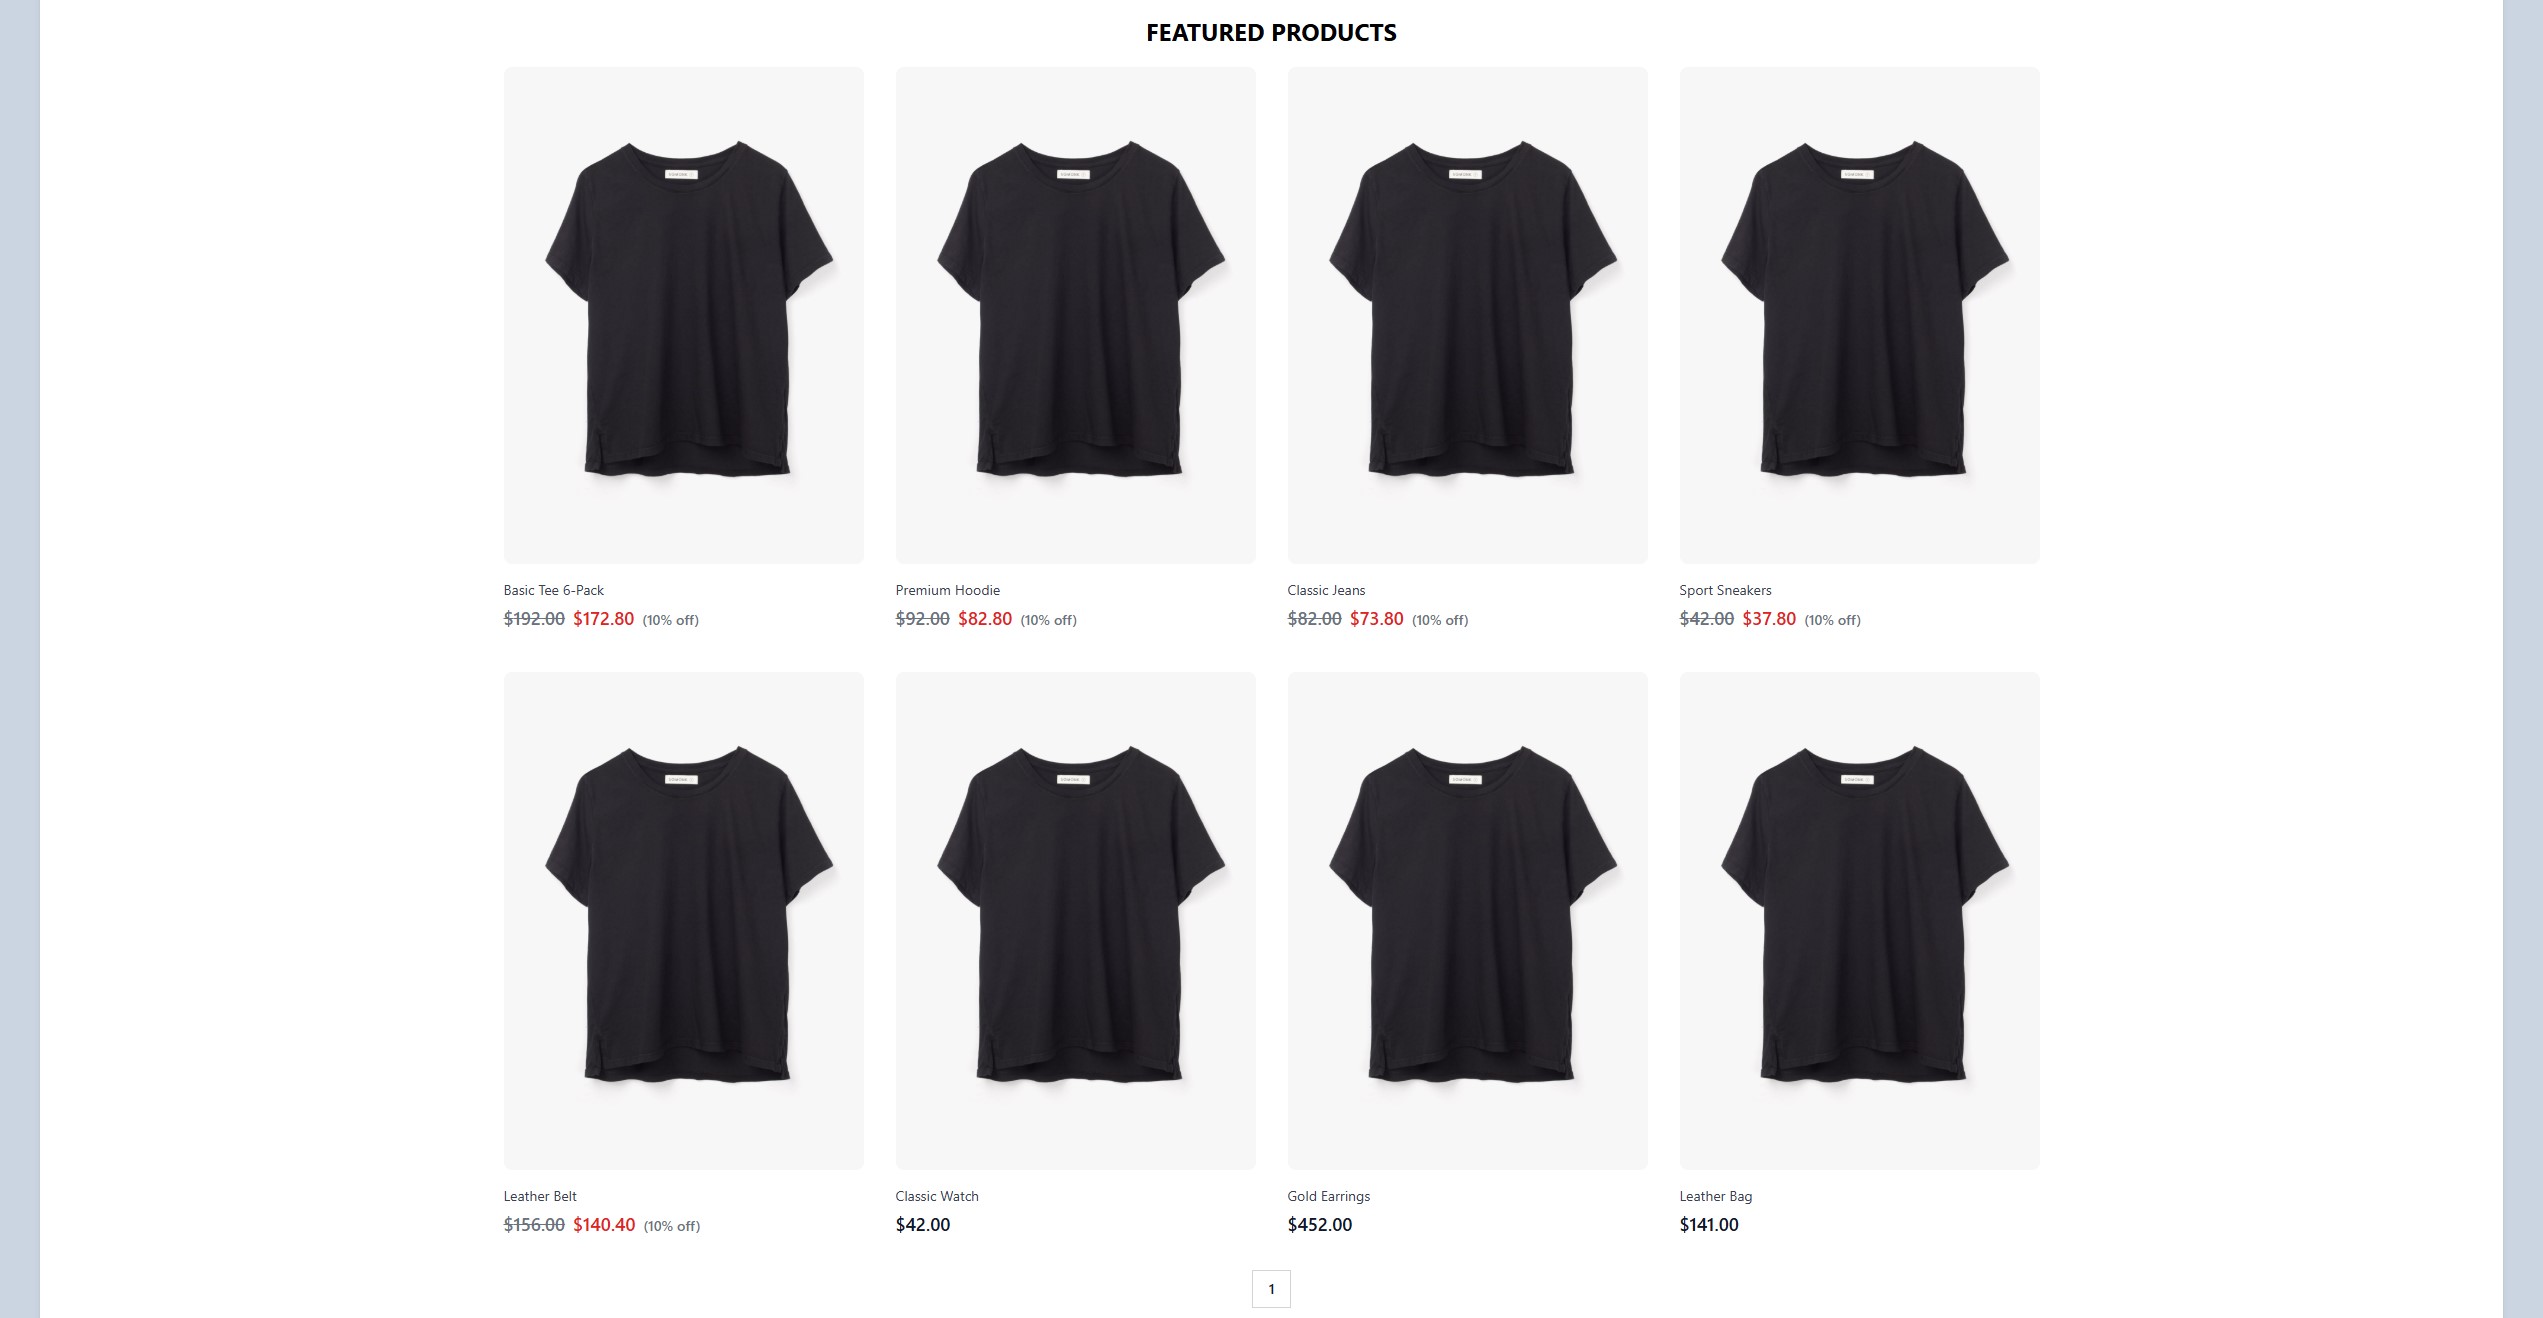 FEATURED PRODUCTS
Basic Tee 6-Pack
$192.00 $172.80 (10% off)
Premium Hoodie
$92.00 $82.80 (10% off)
Classic Jeans
$82.00 $73.80 (10% off)
Sport Sneakers
$42.00 $37.80 (10% off)
Leather Belt
$156.00 $140.40 (10% off)
Classic Watch
$42.00
Gold Earrings
$452.00
Leather Bag
$141.00
1